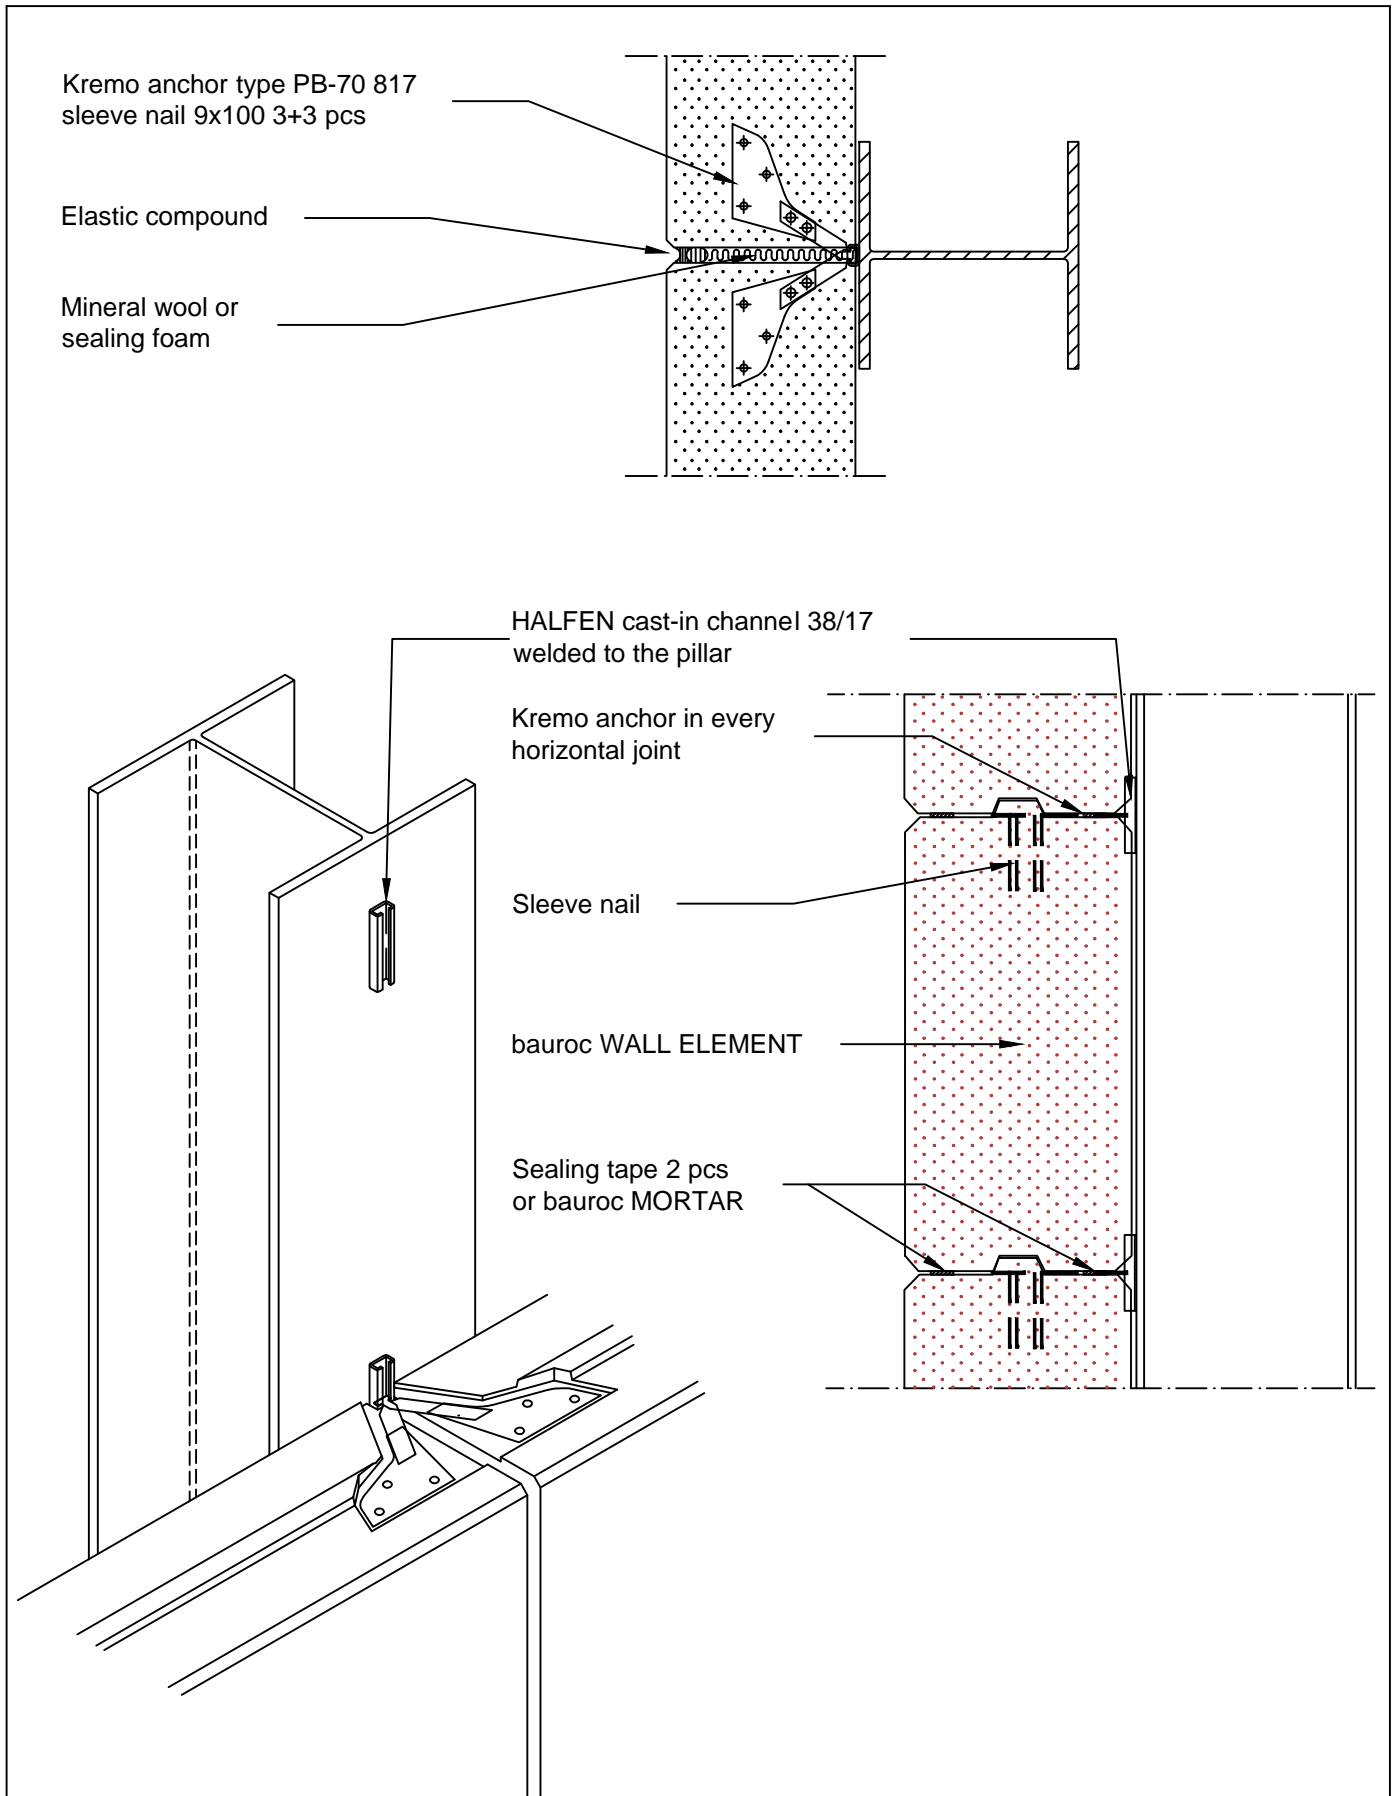 Kremo anchor type PB-70 817
sleeve nail 9x100 3+3 pcs
Elastic compound
Mineral wool or
sealing foam
HALFEN cast-in channel 38/17
welded to the pillar
Kremo anchor in every
horizontal joint
Sleeve nail
bauroc WALL ELEMENT
Sealing tape 2 pcs
or bauroc MORTAR